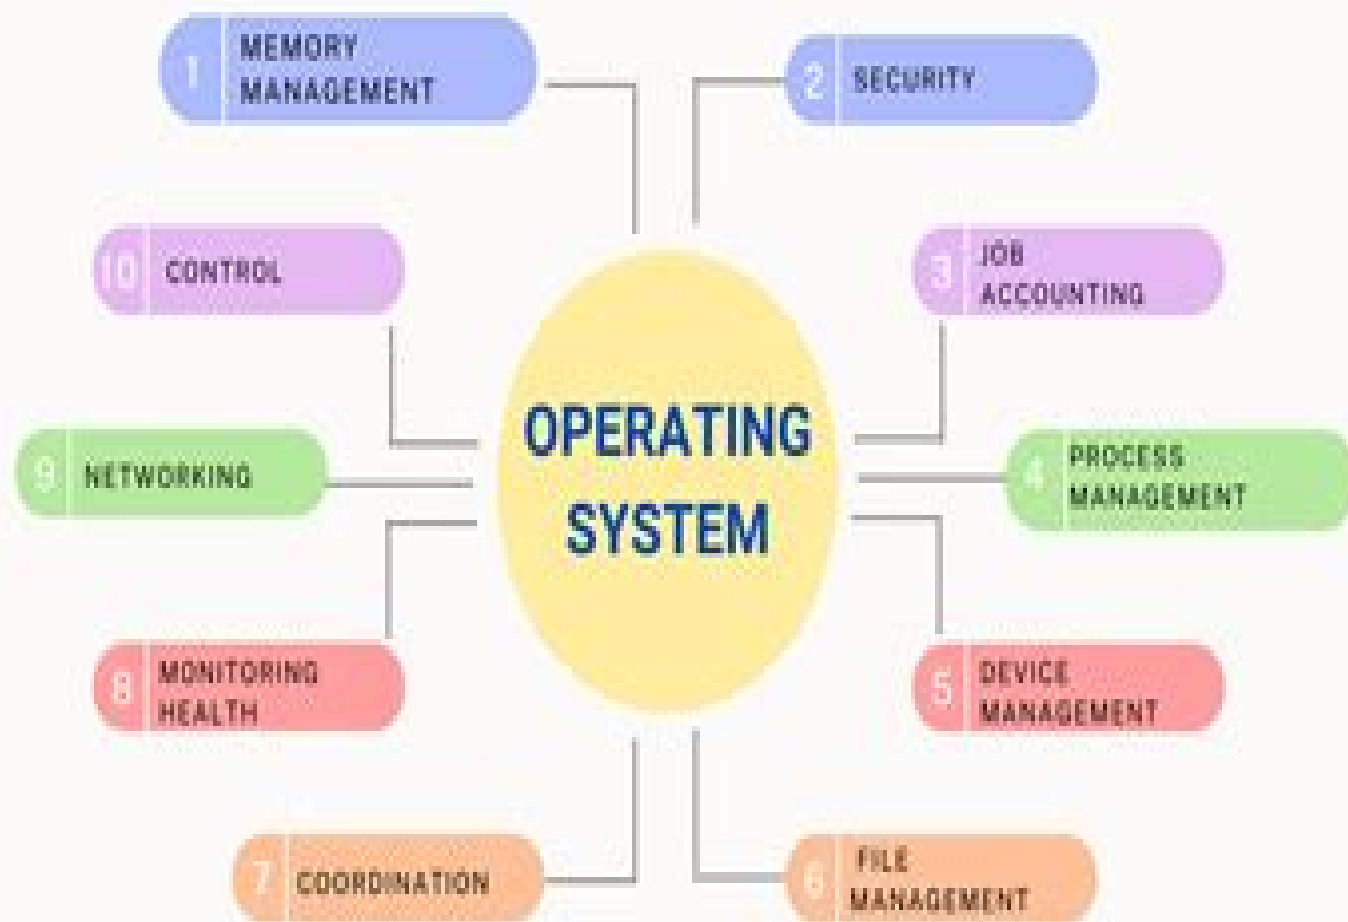 1 MEMORY
MANAGEMENT
2 SECURITY
3 JOB
ACCOUNTING
4 PROCESS
MANAGEMENT
5 DEVICE
MANAGEMENT
6 FILE
MANAGEMENT
7 COORDINATION
8 MONITORING
HEALTH
9 NETWORKING
10 CONTROL
OPERATING
SYSTEM